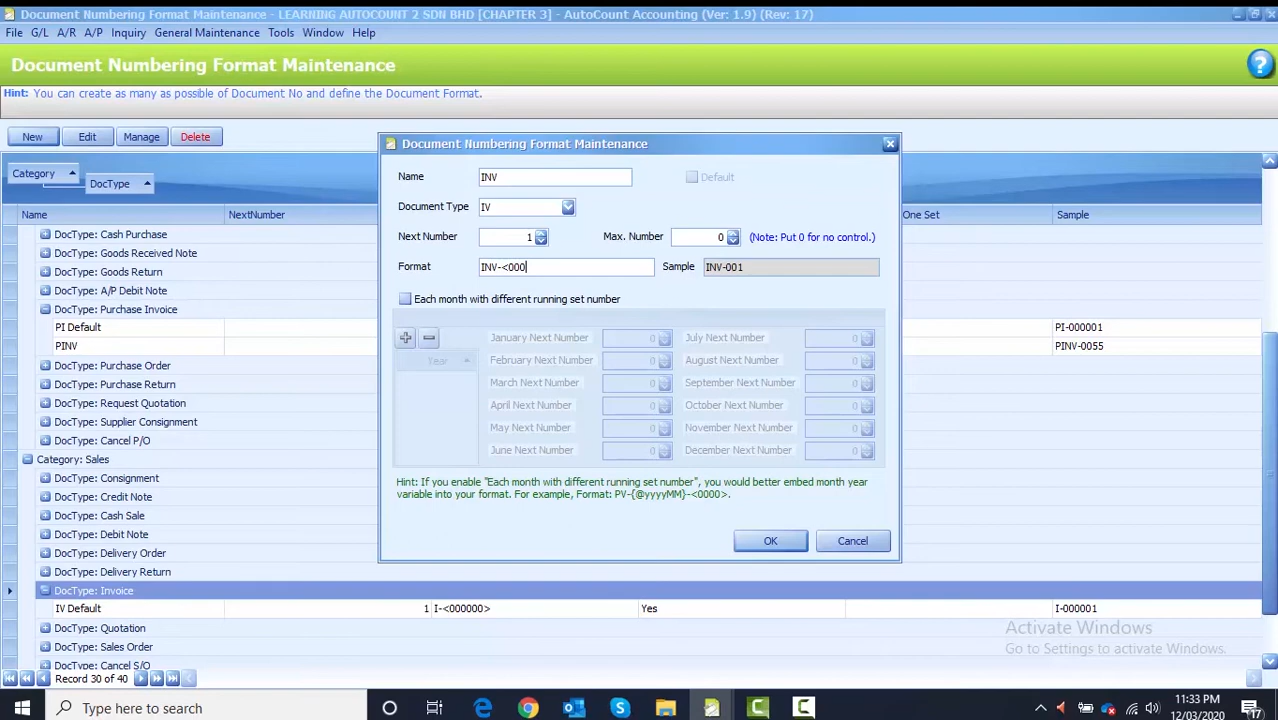 Document Numbering Format Maintenance - LEARNING AUTOCOUNT 2 SDN BHD [CHAPTER 3] - AutoCount Accounting (Ver: 1.9) (Rev: 17)
File G/L A/R A/P Inquiry General Maintenance Tools Window Help
Document Numbering Format Maintenance
Hint: You can create as many as possible of Document No and define the Document Format.
New Edit Manage Delete
Category
DocType
Name NextNumber One Set Sample
DocType: Cash Purchase
DocType: Goods Received Note
DocType: Goods Return
DocType: A/P Debit Note
DocType: Purchase Invoice
PI Default PI-000001
PINV PINV-0055
DocType: Purchase Order
DocType: Purchase Return
DocType: Request Quotation
DocType: Supplier Consignment
DocType: Cancel P/O
Category: Sales
DocType: Consignment
DocType: Credit Note
DocType: Cash Sale
DocType: Debit Note
DocType: Delivery Order
DocType: Delivery Return
DocType: Invoice
IV Default 1 I-<000000> Yes I-000001
DocType: Quotation
DocType: Sales Order
DocType: Cancel S/O
Record 30 of 40
Document Numbering Format Maintenance
Name INV Default
Document Type IV
Next Number 1 Max. Number 0 (Note: Put 0 for no control.)
Format INV-<000 Sample INV-001
Each month with different running set number
Year
January Next Number 0 July Next Number 0
February Next Number 0 August Next Number 0
March Next Number 0 September Next Number 0
April Next Number 0 October Next Number 0
May Next Number 0 November Next Number 0
June Next Number 0 December Next Number 0
Hint: If you enable "Each month with different running set number", you would better embed month year
variable into your format. For example, Format: PV-{@yyyyMM}-<0000>.
OK Cancel
Activate Windows
Go to Settings to activate Windows.
Type here to search
11:33 PM
12/03/2020
17